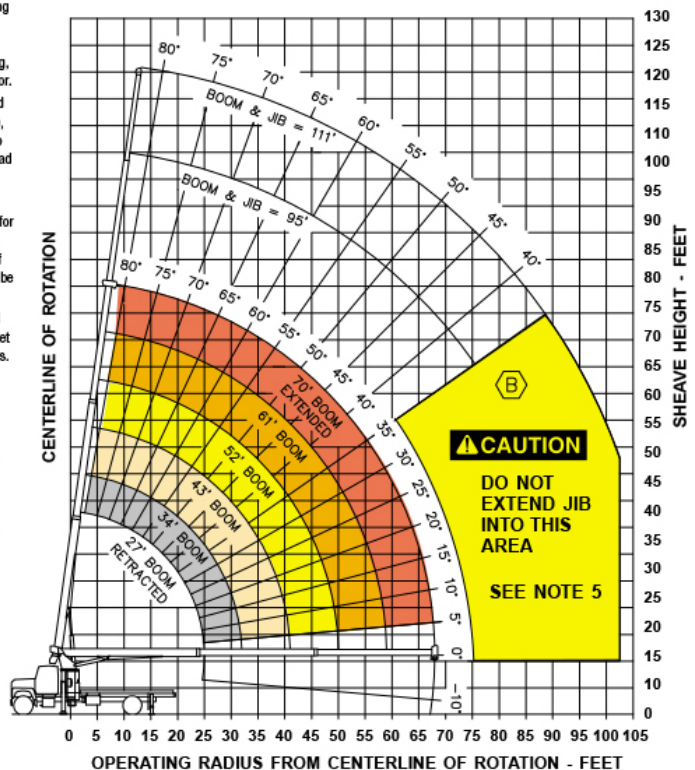 for
be
CENTERLINE OF ROTATION
80° 75° 70° 65° 60° 55° 50° 45° 40°
BOOM & JIB = 111'
BOOM & JIB = 95'
80° 75° 70° 65° 60° 55° 50° 45° 40° 35° 30° 25° 20° 15° 10° 5° 0° -10°
70' BOOM
EXTENDED
61' BOOM
52' BOOM
43' BOOM
34' BOOM
27' BOOM
RETRACTED
B
CAUTION
DO NOT
EXTEND JIB
INTO THIS
AREA
SEE NOTE 5
130
125
120
115
110
105
100
95
90
85
80
75
70
65
60
55
50
45
40
35
30
25
20
15
10
5
0
SHEAVE HEIGHT - FEET
0 5 10 15 20 25 30 35 40 45 50 55 60 65 70 75 80 85 90 95 100 105
OPERATING RADIUS FROM CENTERLINE OF ROTATION - FEET